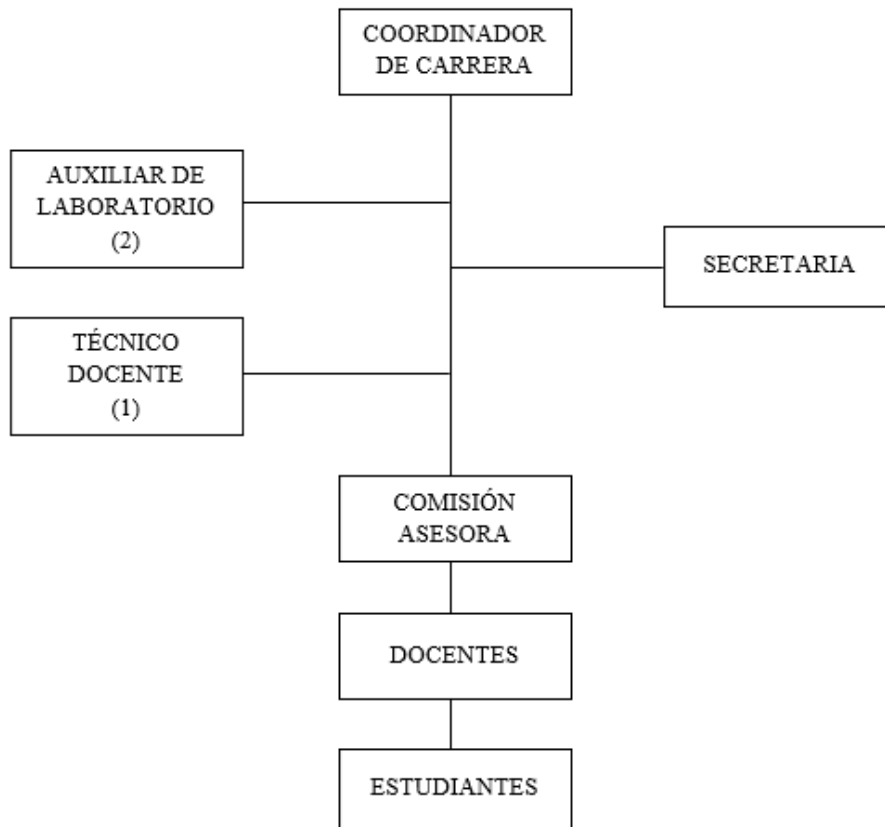 COORDINADOR
DE CARRERA
AUXILIAR DE
LABORATORIO
(2)
SECRETARIA
TÉCNICO
DOCENTE
(1)
COMISIÓN
ASESORA
DOCENTES
ESTUDIANTES